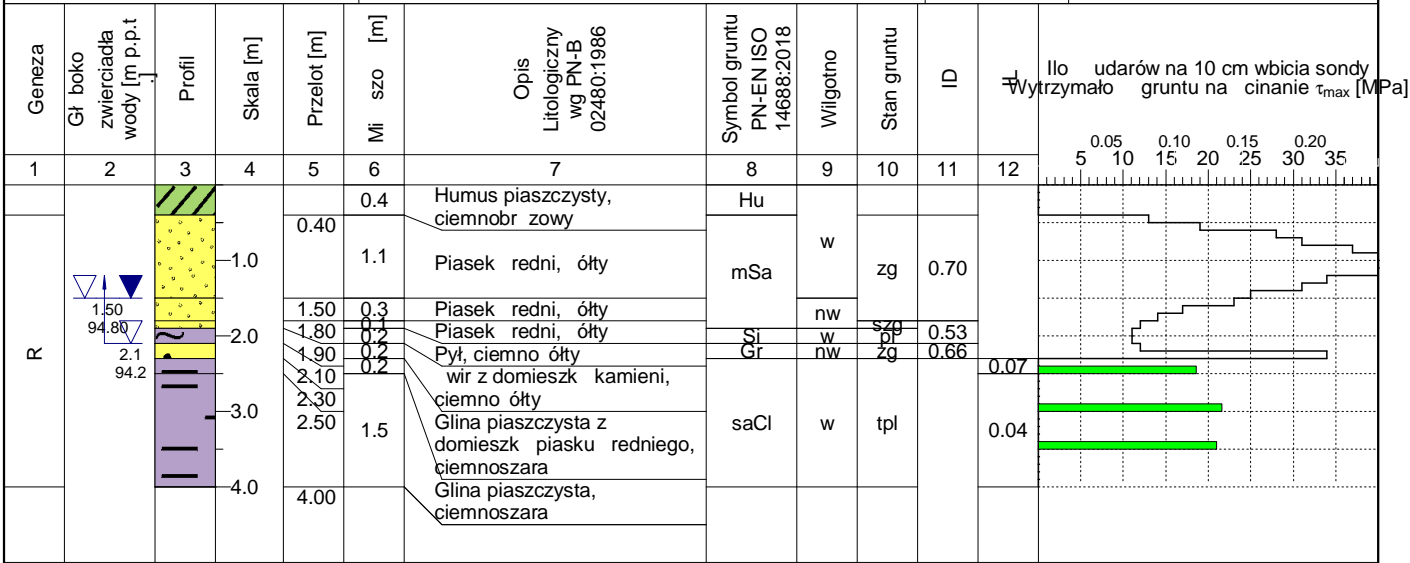 Geneza
Gł boko
zwierciadła
wody [m p.p.t
.]
Profil
Skala [m]
Przelot [m]
Mi szo [m]
Opis
Litologiczny
wg PN-B
02480:1986
Symbol gruntu
PN-EN ISO
14688:2018
Wilgotno
Stan gruntu
ID
IL
Ilo udarów na 10 cm wbicia sondy
Wytrzymało gruntu na cinanie τmax [MPa]
0.05 0.10 0.15 0.20
5 10 15 20 25 30 35
1 2 3 4 5 6 7 8 9 10 11 12
0.4 Humus piaszczysty,
ciemnobr zowy
Hu
0.40
1.1 Piasek redni, ółty mSa w zg 0.70
1.0
1.50 0.3 Piasek redni, ółty nw
1.50
94.80
0.1
1.80 Piasek redni, ółty szg
2.0
0.2 Si w pl 0.53
1.90 0.2 Pył, ciemno ółty Gr nw zg 0.66
R
2.1
94.2
0.2 0.07
2.10 wir z domieszk kamieni,
ciemno ółty
2.30
2.50
3.0
1.5 Glina piaszczysta z
domieszk piasku redniego,
ciemnoszara
saCl w tpl 0.04
4.0
4.00 Glina piaszczysta,
ciemnoszara